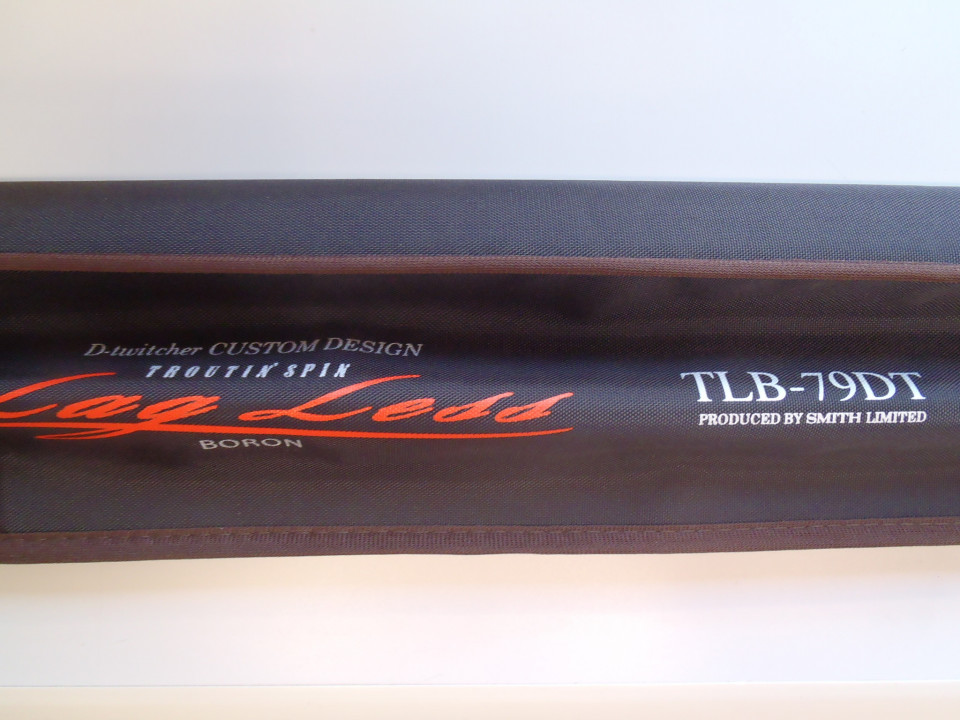 D-twitcher CUSTOM DESIGN
TROUTIN' SPIN
Lag Less
BORON
TLB-79DT
PRODUCED BY SMITH LIMITED